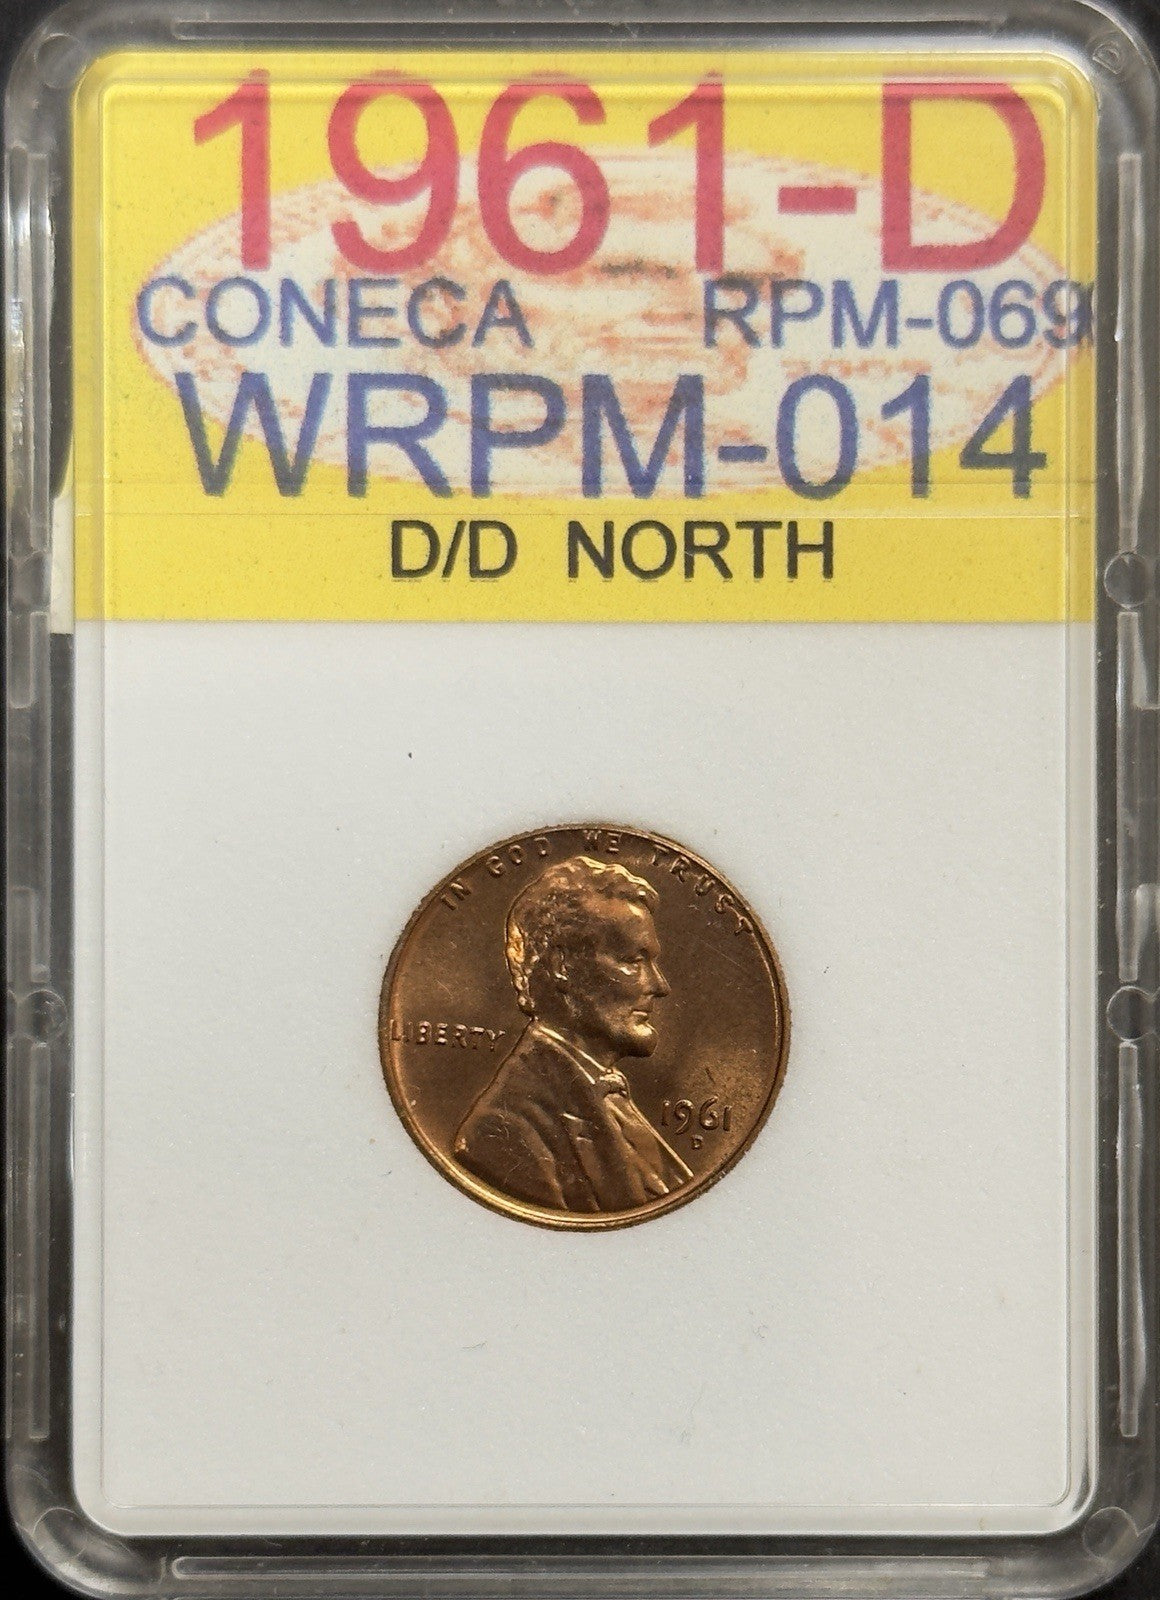 1961-D
CONECA RPM-069
WRPM-014
D/D NORTH
IN GOD WE TRUST
LIBERTY
1961
D